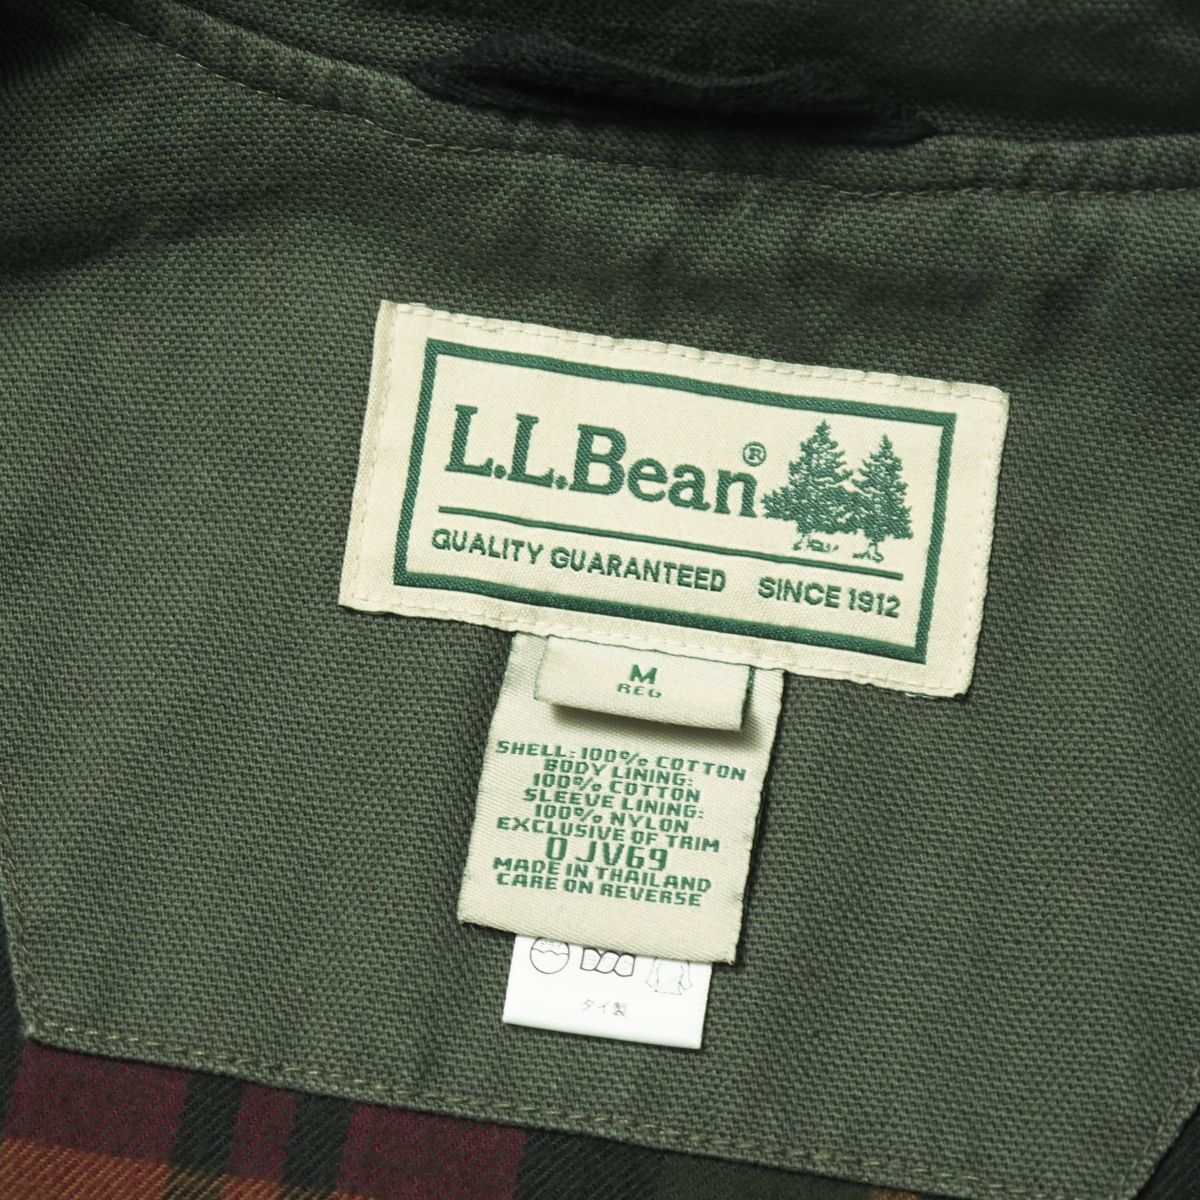 L.L.Bean®
QUALITY GUARANTEED SINCE 1912
M
REG
SHELL: 100% COTTON
BODY LINING:
100% COTTON
SLEEVE LINING:
100% NYLON
EXCLUSIVE OF TRIM
0 JV69
MADE IN THAILAND
CARE ON REVERSE
タイ製